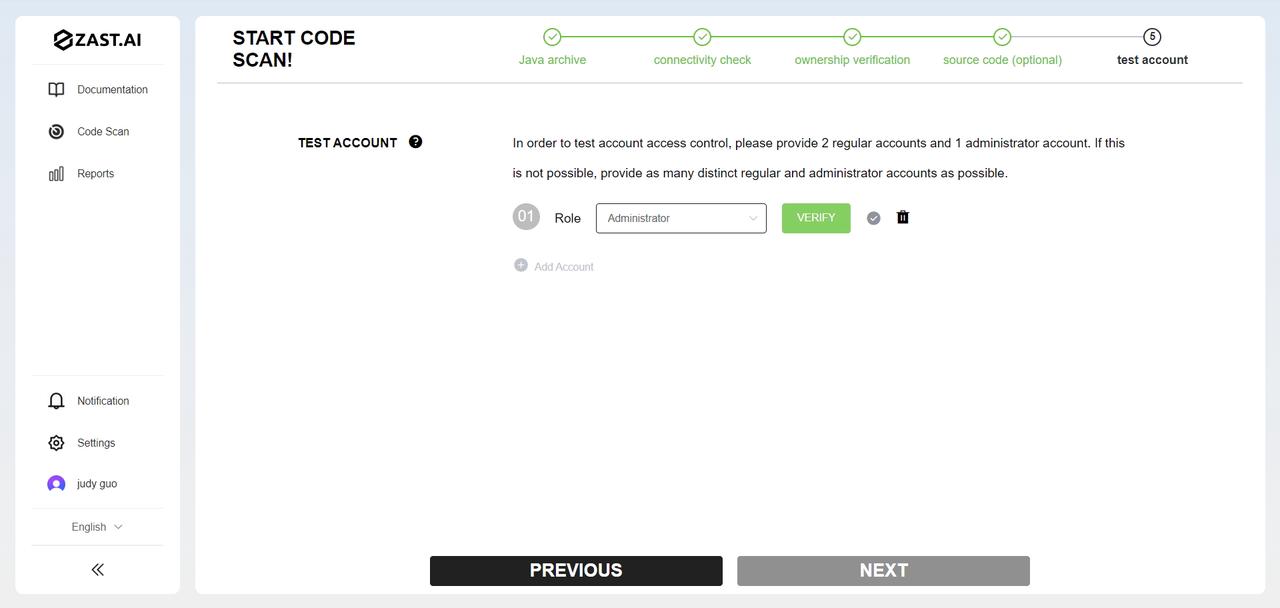 ZAST.AI
Documentation
Code Scan
Reports
Notification
Settings
judy guo
English
START CODE
SCAN!
Java archive
connectivity check
ownership verification
source code (optional)
5
test account
TEST ACCOUNT ?
In order to test account access control, please provide 2 regular accounts and 1 administrator account. If this
is not possible, provide as many distinct regular and administrator accounts as possible.
01 Role Administrator VERIFY
Add Account
PREVIOUS NEXT